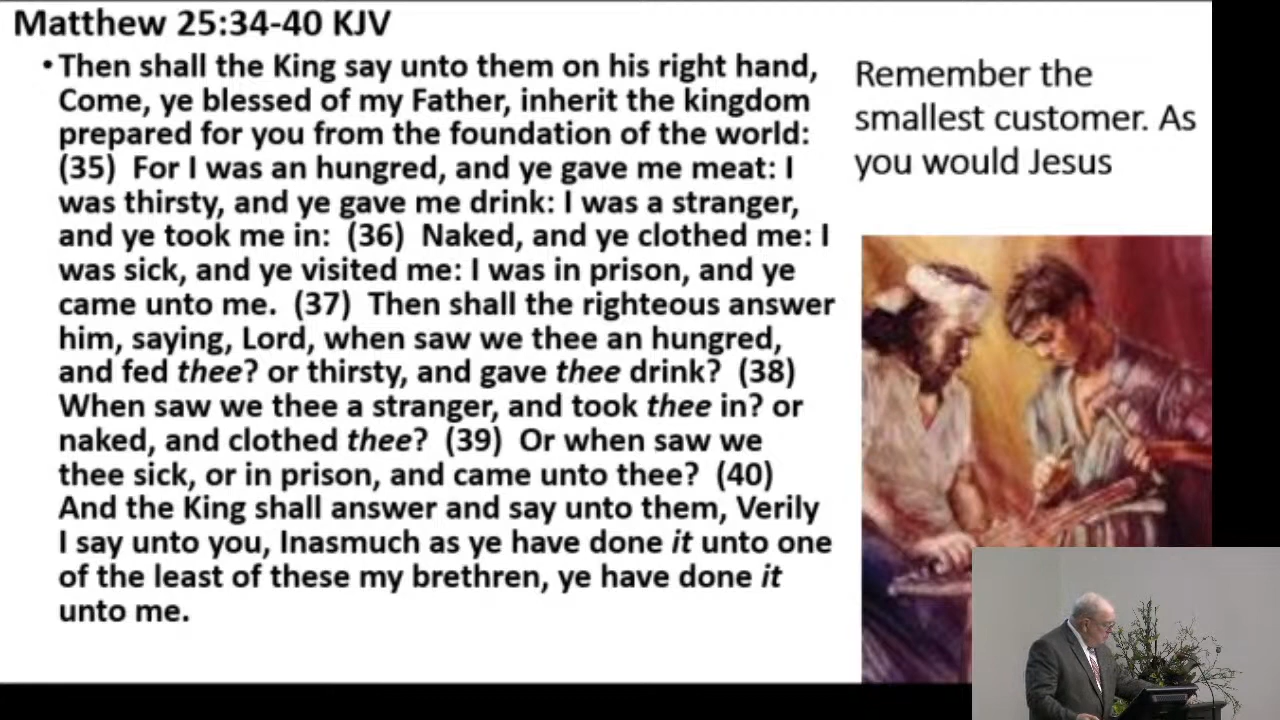 Matthew 25:34-40 KJV
• Then shall the King say unto them on his right hand,
Come, ye blessed of my Father, inherit the kingdom
prepared for you from the foundation of the world:
(35) For I was an hungred, and ye gave me meat: I
was thirsty, and ye gave me drink: I was a stranger,
and ye took me in: (36) Naked, and ye clothed me: I
was sick, and ye visited me: I was in prison, and ye
came unto me. (37) Then shall the righteous answer
him, saying, Lord, when saw we thee an hungred,
and fed thee? or thirsty, and gave thee drink? (38)
When saw we thee a stranger, and took thee in? or
naked, and clothed thee? (39) Or when saw we
thee sick, or in prison, and came unto thee? (40)
And the King shall answer and say unto them, Verily
I say unto you, Inasmuch as ye have done it unto one
of the least of these my brethren, ye have done it
unto me.
Remember the
smallest customer. As
you would Jesus